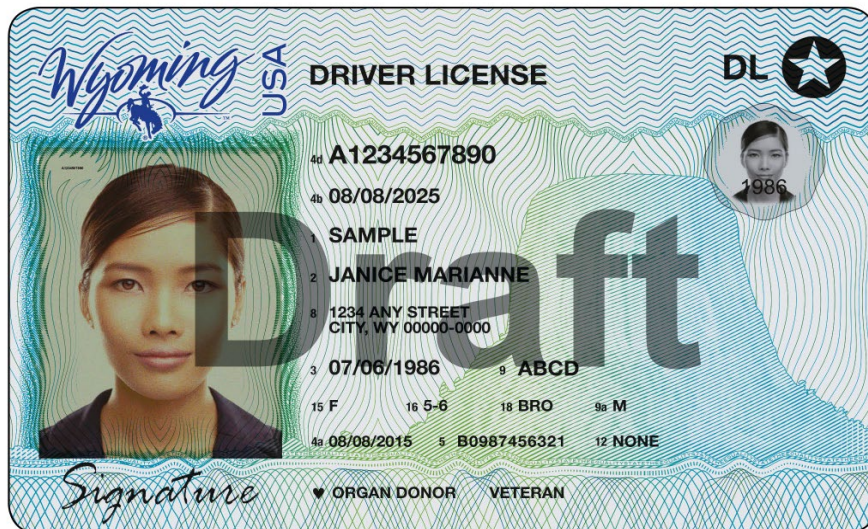 Wyoming™ USA DRIVER LICENSE DL
4d A1234567890
4b 08/08/2025
1986
1 SAMPLE
2 JANICE MARIANNE
Draft
8 1234 ANY STREET
CITY, WY 00000-0000
3 07/06/1986 9 ABCD
15 F 16 5-6 18 BRO 9a M
4a 08/08/2015 5 B0987456321 12 NONE
Signature ♥ ORGAN DONOR VETERAN